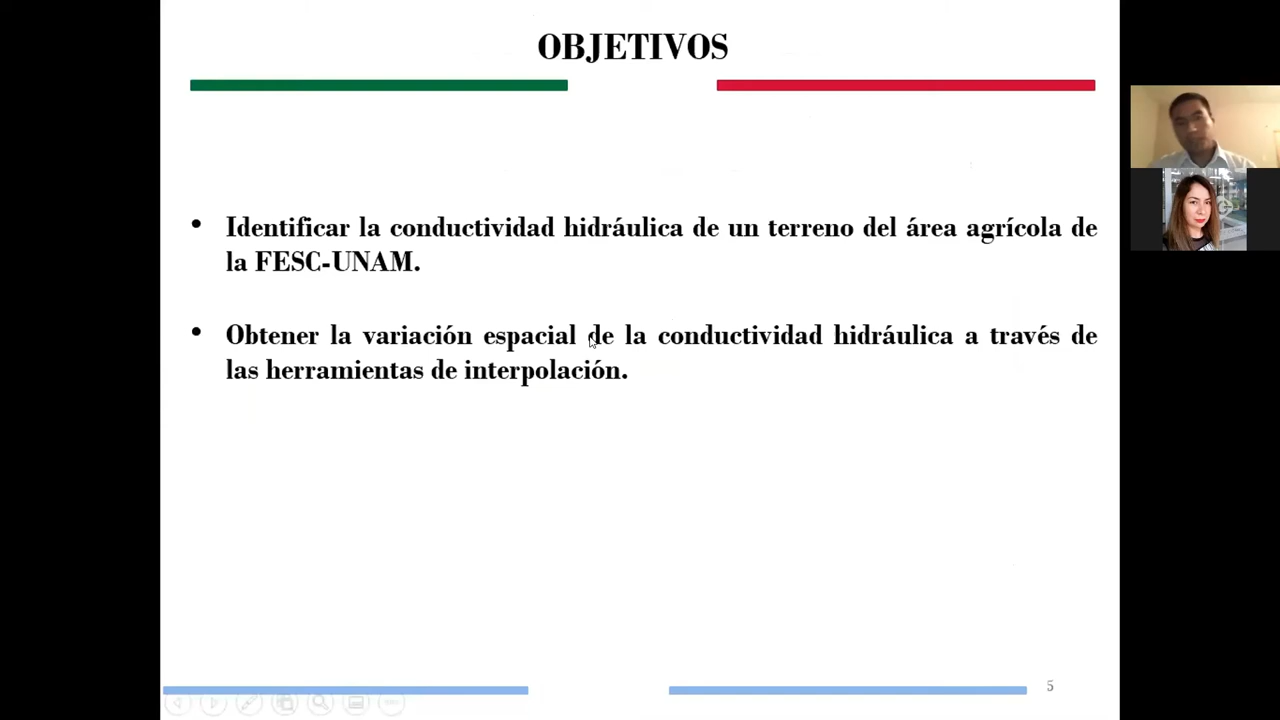 OBJETIVOS
• Identificar la conductividad hidráulica de un terreno del área agrícola de
la FESC-UNAM.
• Obtener la variación espacial de la conductividad hidráulica a través de
las herramientas de interpolación.
5